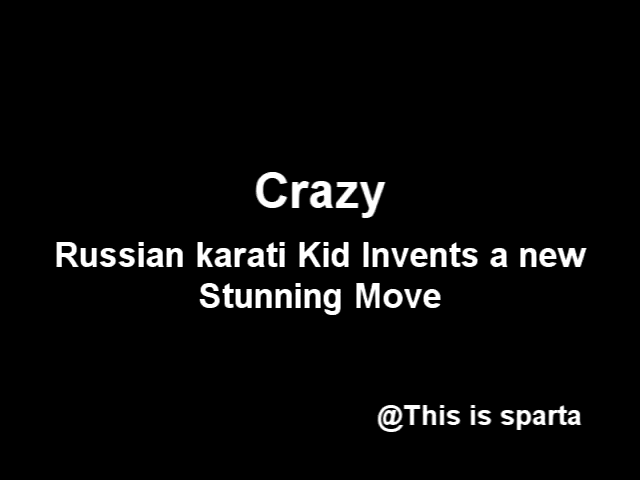 Crazy
Russian karati Kid Invents a new
Stunning Move
@This is sparta